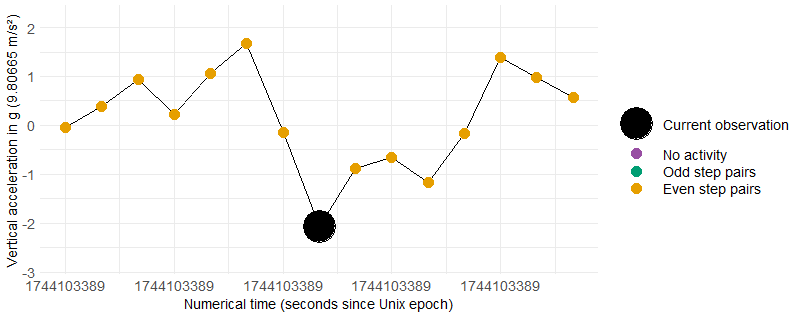 Vertical acceleration in g (9.80665 m/s²)
2
1
0
-1
-2
-3
1744103389 1744103389 1744103389 1744103389 1744103389
Numerical time (seconds since Unix epoch)
Current observation
No activity
Odd step pairs
Even step pairs